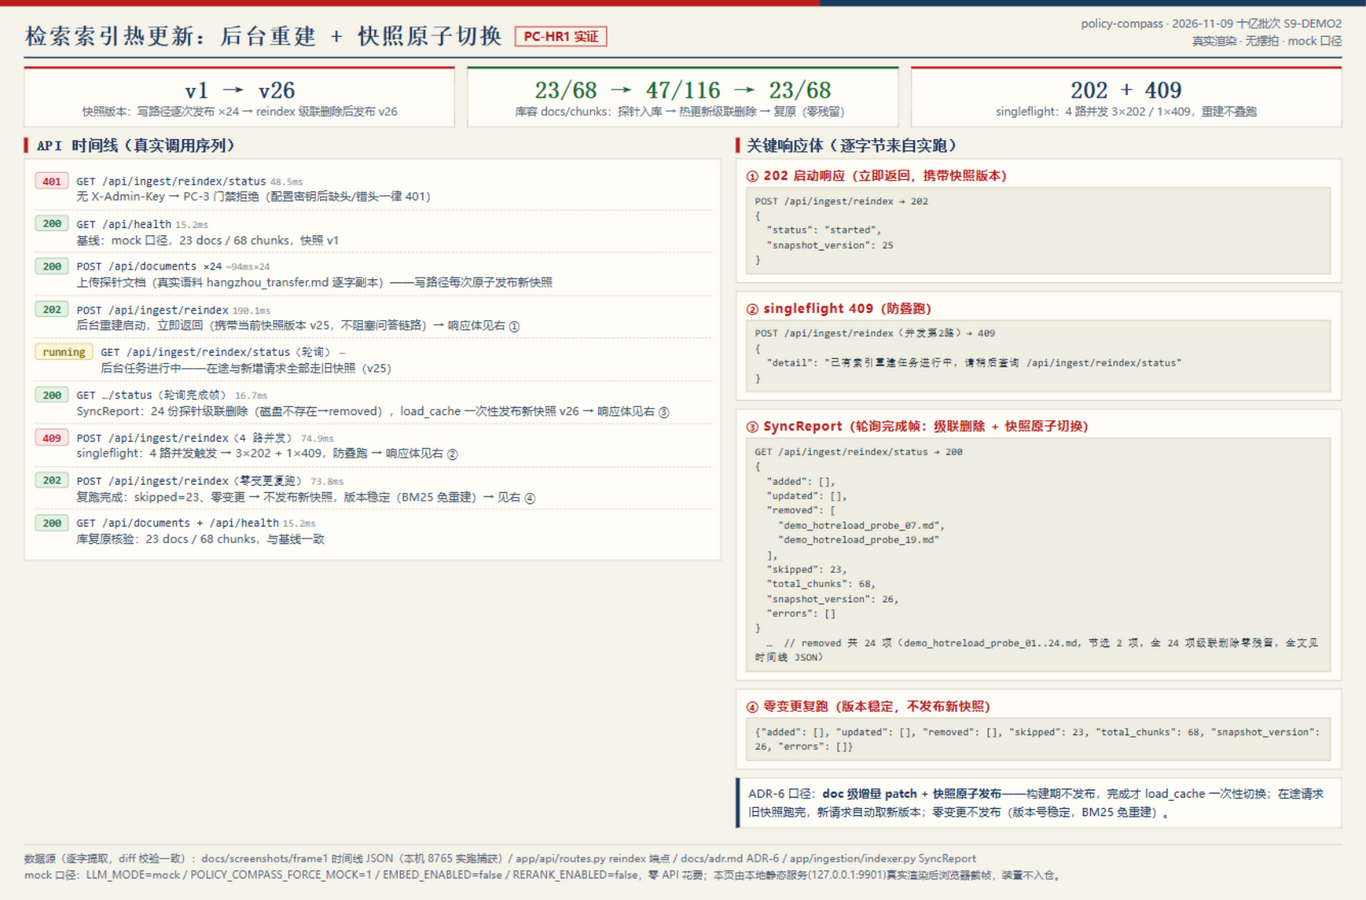 检索索引热更新：后台重建 + 快照原子切换
PC-HR1 实证
policy-compass · 2026-11-09 十亿批次 S9-DEMO2
真实渲染 · 无摆拍 · mock 口径
v1 → v26
快照版本：写路径逐次发布 ×24 → reindex 级联删除后发布 v26
23/68 → 47/116 → 23/68
库容 docs/chunks：探针入库 → 热更新级联删除 → 复原（零残留）
202 + 409
singleflight：4 路并发 3×202 / 1×409，重建不叠跑
API 时间线（真实调用序列）
401 GET /api/ingest/reindex/status 48.5ms
无 X-Admin-Key → PC-3 门禁拒绝（配置密钥后缺头/错头一律 401）
200 GET /api/health 15.2ms
基线：mock 口径，23 docs / 68 chunks，快照 v1
200 POST /api/documents ×24 ~94ms×24
上传探针文档（真实语料 hangzhou_transfer.md 逐字副本）——写路径每次原子发布新快照
202 POST /api/ingest/reindex 190.1ms
后台重建启动，立即返回（携带当前快照版本 v25，不阻塞问答链路）→ 响应体见右 ①
running GET /api/ingest/reindex/status（轮询） —
后台任务进行中——在途与新增请求全部走旧快照（v25）
200 GET …/status（轮询完成帧） 16.7ms
SyncReport：24 份探针级联删除（磁盘不存在→removed），load_cache 一次性发布新快照 v26 → 响应体见右 ③
409 POST /api/ingest/reindex（4 路并发） 74.9ms
singleflight：4 路并发触发 → 3×202 + 1×409，防叠跑 → 响应体见右 ②
202 POST /api/ingest/reindex（零变更复跑） 73.8ms
复跑完成：skipped=23、零变更 → 不发布新快照，版本稳定（BM25 免重建）→ 见右 ④
200 GET /api/documents + /api/health 15.2ms
库复原核验：23 docs / 68 chunks，与基线一致
关键响应体（逐字节来自实跑）
① 202 启动响应（立即返回，携带快照版本）
POST /api/ingest/reindex → 202
{
"status": "started",
"snapshot_version": 25
}
② singleflight 409（防叠跑）
POST /api/ingest/reindex（并发第2路）→ 409
{
"detail": "已有索引重建任务进行中，请稍后查询 /api/ingest/reindex/status"
}
③ SyncReport（轮询完成帧：级联删除 + 快照原子切换）
GET /api/ingest/reindex/status → 200
{
"added": [],
"updated": [],
"removed": [
"demo_hotreload_probe_07.md",
"demo_hotreload_probe_19.md"
],
"skipped": 23,
"total_chunks": 68,
"snapshot_version": 26,
"errors": []
}
… // removed 共 24 项（demo_hotreload_probe_01..24.md，节选 2 项，全 24 项级联删除零残留，全文见
时间线 JSON）
④ 零变更复跑（版本稳定，不发布新快照）
{"added": [], "updated": [], "removed": [], "skipped": 23, "total_chunks": 68, "snapshot_version":
26, "errors": []}
ADR-6 口径：doc 级增量 patch + 快照原子发布——构建期不发布，完成才 load_cache 一次性切换；在途请求
旧快照跑完，新请求自动取新版本；零变更不发布（版本号稳定，BM25 免重建）。
数据源（逐字提取，diff 校验一致）：docs/screenshots/frame1 时间线 JSON（本机 8765 实跑捕获）/ app/api/routes.py reindex 端点 / docs/adr.md ADR-6 / app/ingestion/indexer.py SyncReport
mock 口径：LLM_MODE=mock / POLICY_COMPASS_FORCE_MOCK=1 / EMBED_ENABLED=false / RERANK_ENABLED=false，零 API 花费；本页由本地静态服务(127.0.0.1:9901)真实渲染后浏览器截帧，装置不入仓。